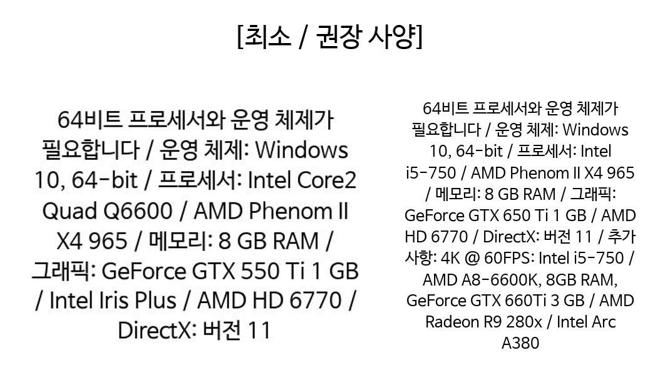 [최소 / 권장 사양]
64비트 프로세서와 운영 체제가
필요합니다 / 운영 체제: Windows
10, 64-bit / 프로세서: Intel Core2
Quad Q6600 / AMD Phenom II
X4 965 / 메모리: 8 GB RAM /
그래픽: GeForce GTX 550 Ti 1 GB
/ Intel Iris Plus / AMD HD 6770 /
DirectX: 버전 11
64비트 프로세서와 운영 체제가
필요합니다 / 운영 체제: Windows
10, 64-bit / 프로세서: Intel
i5-750 / AMD Phenom II X4 965
/ 메모리: 8 GB RAM / 그래픽:
GeForce GTX 650 Ti 1 GB / AMD
HD 6770 / DirectX: 버전 11 / 추가
사항: 4K @ 60FPS: Intel i5-750 /
AMD A8-6600K, 8GB RAM,
GeForce GTX 660Ti 3 GB / AMD
Radeon R9 280x / Intel Arc
A380